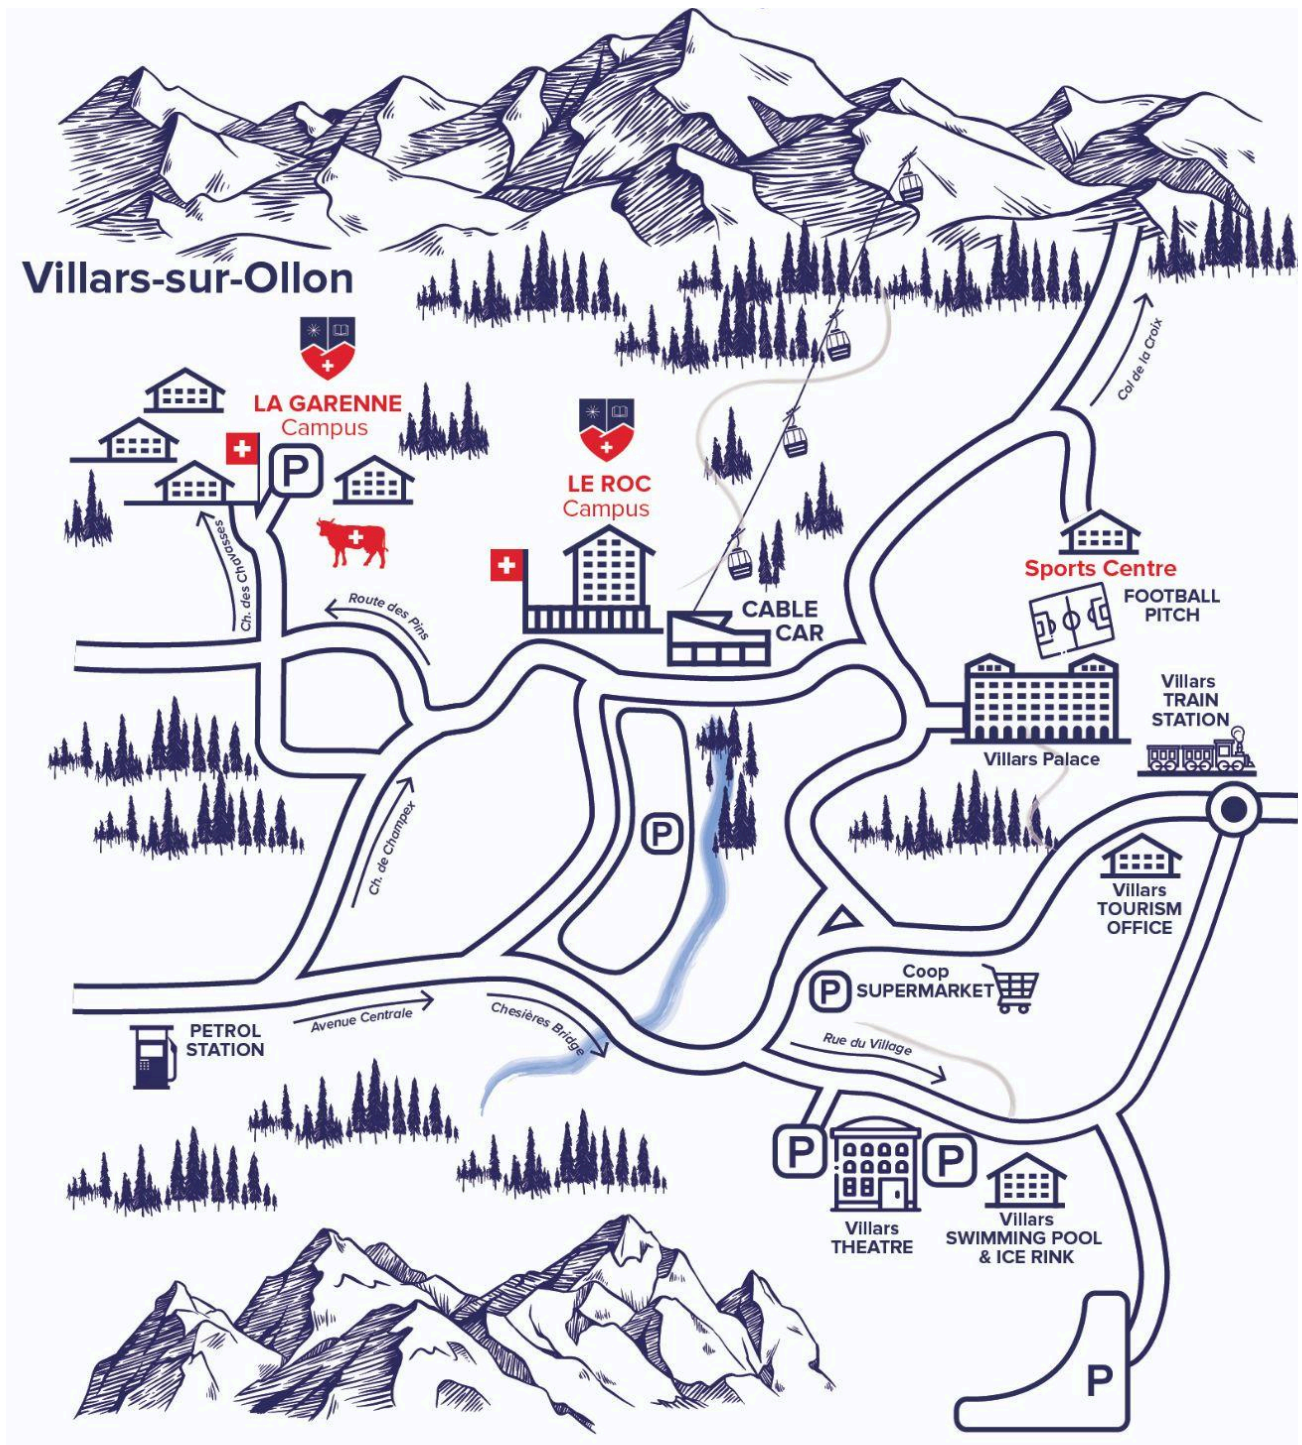 Villars-sur-Ollon
LA GARENNE
Campus
P
LE ROC
Campus
Col de la Croix
Ch. des Chavasses
Route des Pins
CABLE
CAR
Sports Centre
FOOTBALL
PITCH
Villars
TRAIN
STATION
Villars Palace
P
Ch. de Champex
Villars
TOURISM
OFFICE
P
Coop
SUPERMARKET
PETROL
STATION
Avenue Centrale
Chesières Bridge
Rue du Village
P
P
Villars
THEATRE
Villars
SWIMMING POOL
& ICE RINK
P